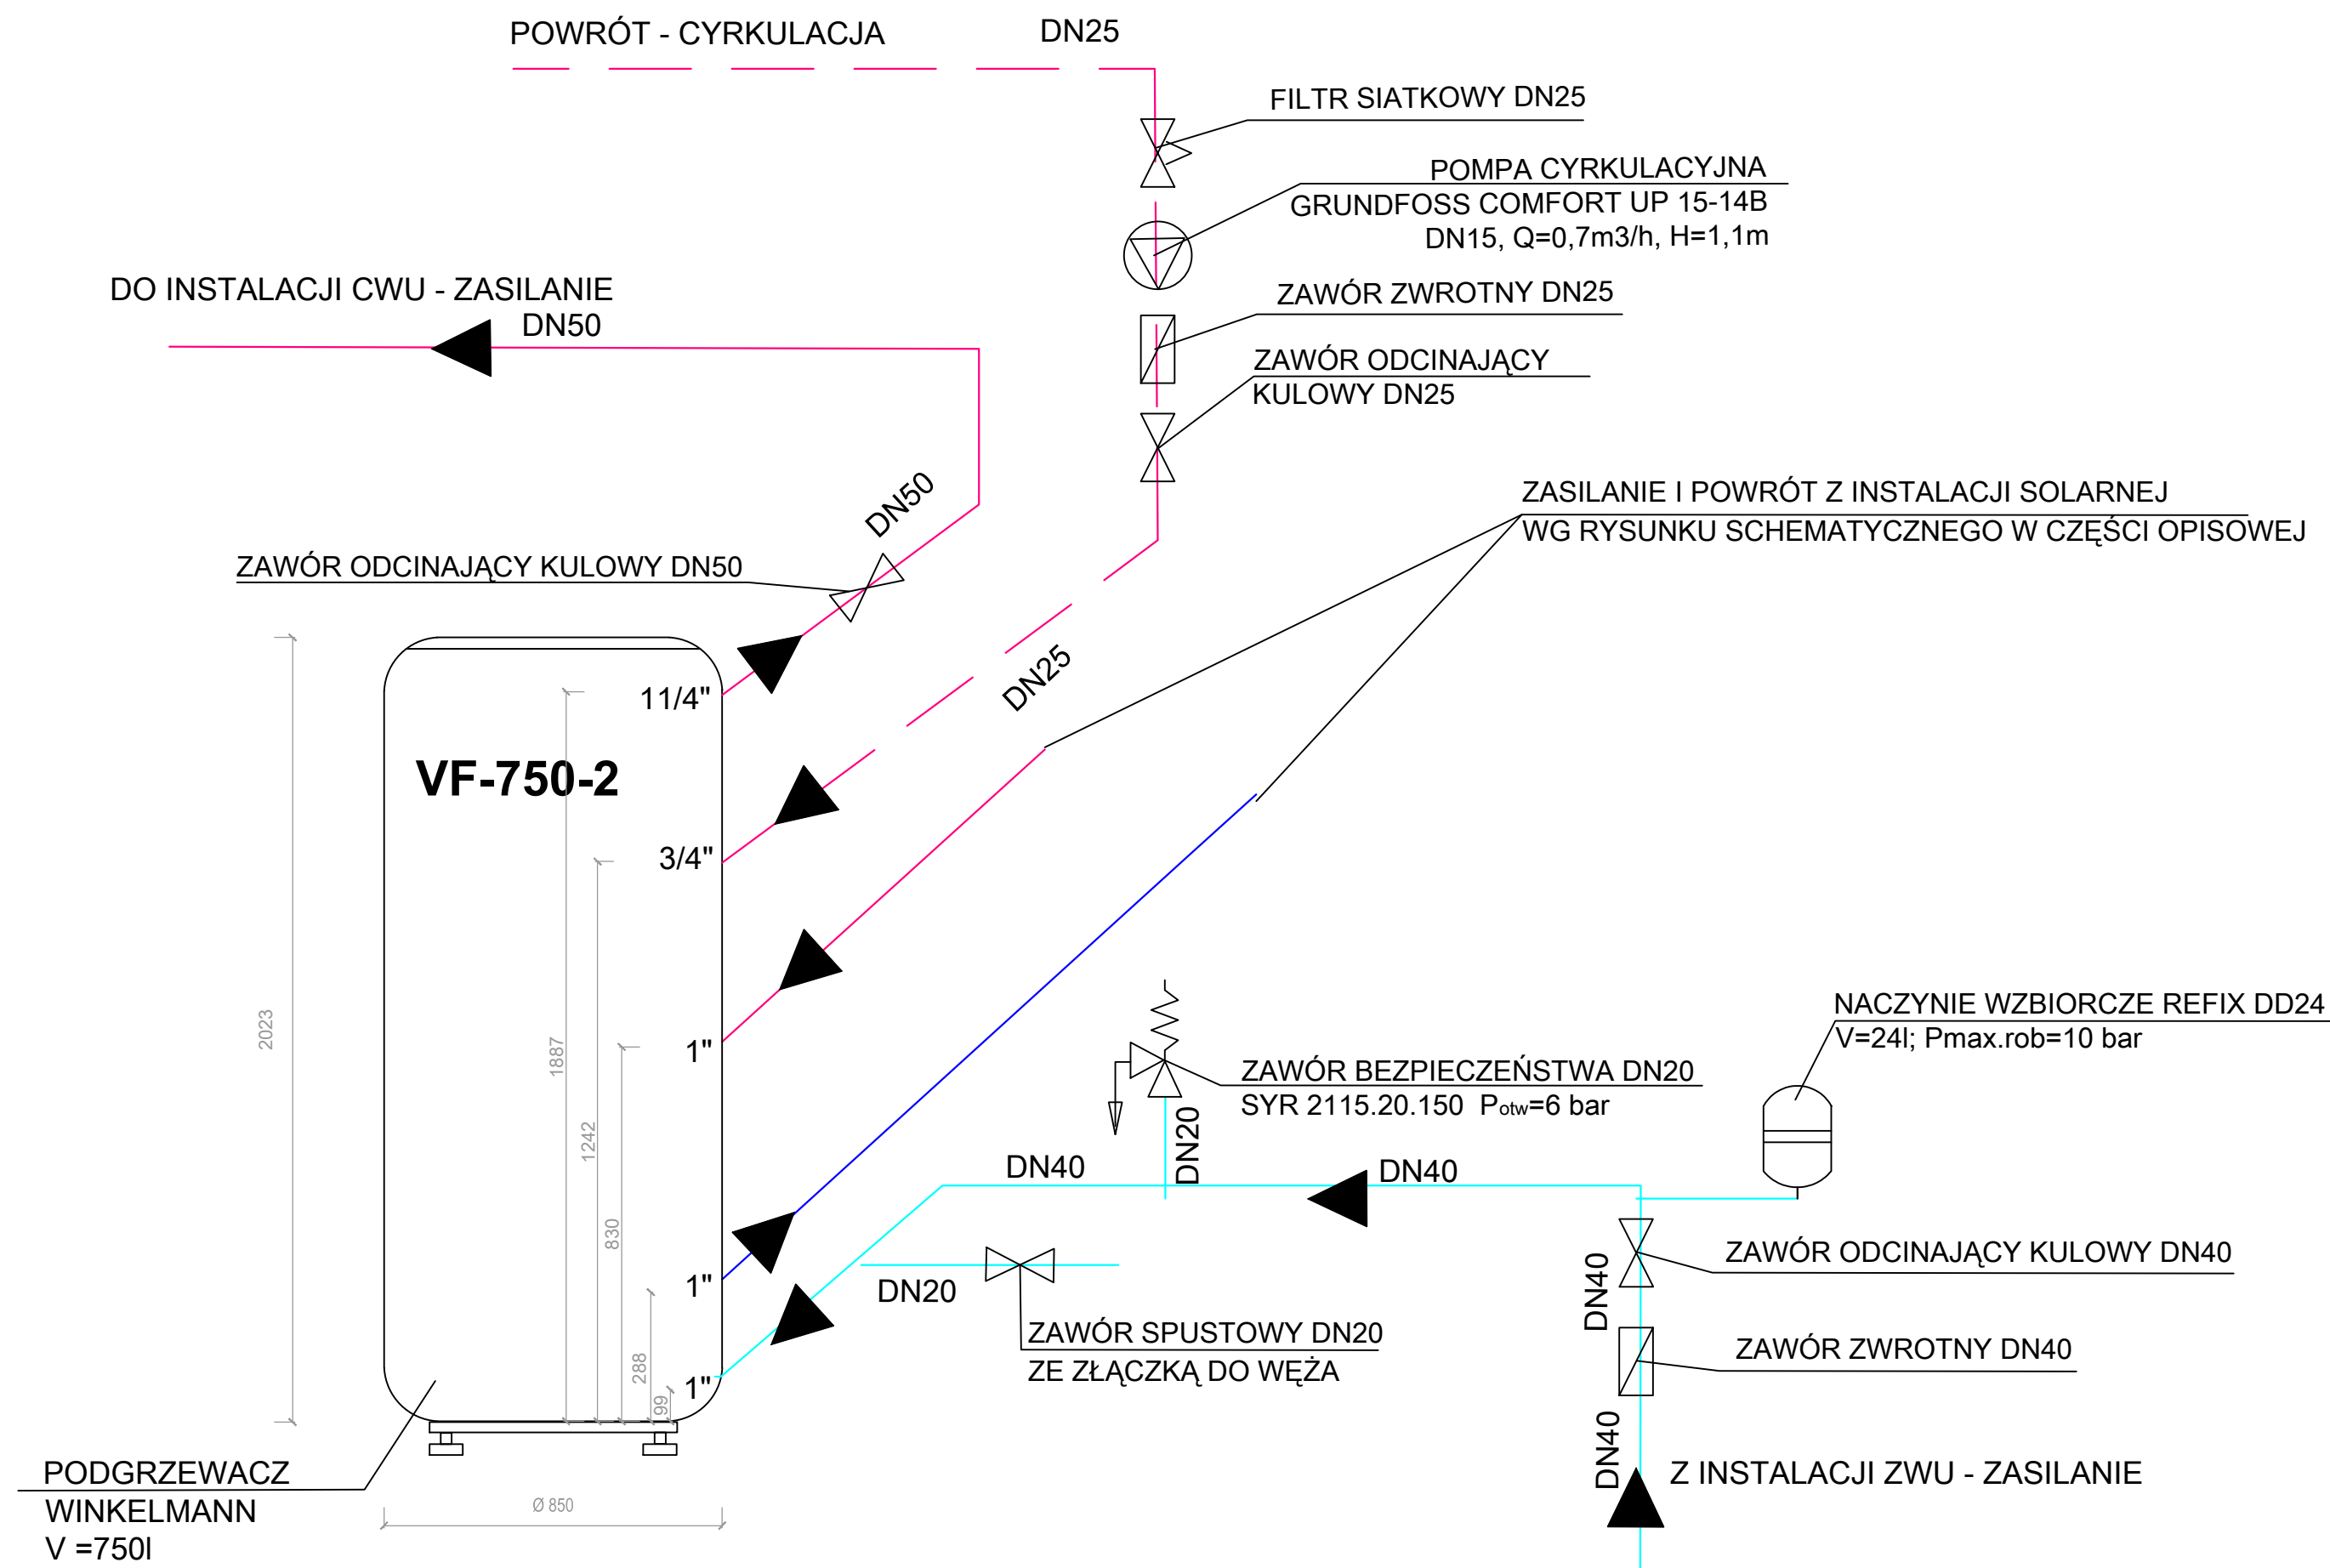 POWRÓT - CYRKULACJA
DN25
FILTR SIATKOWY DN25
POMPA CYRKULACYJNA
GRUNDFOSS COMFORT UP 15-14B
DN15, Q=0,7m3/h, H=1,1m
DO INSTALACJI CWU - ZASILANIE
DN50
ZAWÓR ZWROTNY DN25
ZAWÓR ODCINAJĄCY
KULOWY DN25
DN50
ZASILANIE I POWRÓT Z INSTALACJI SOLARNEJ
WG RYSUNKU SCHEMATYCZNEGO W CZĘŚCI OPISOWEJ
ZAWÓR ODCINAJĄCY KULOWY DN50
DN25
11/4"
VF-750-2
3/4"
2023
1887
1242
830
288
99
1"
1"
1"
NACZYNIE WZBIORCZE REFIX DD24
V=24l; Pmax.rob=10 bar
ZAWÓR BEZPIECZEŃSTWA DN20
SYR 2115.20.150 Potw=6 bar
DN20
DN40
DN40
ZAWÓR ODCINAJĄCY KULOWY DN40
DN40
DN20
ZAWÓR SPUSTOWY DN20
ZE ZŁĄCZKĄ DO WĘŻA
ZAWÓR ZWROTNY DN40
DN40
Z INSTALACJI ZWU - ZASILANIE
PODGRZEWACZ
WINKELMANN
V =750l
Ø 850